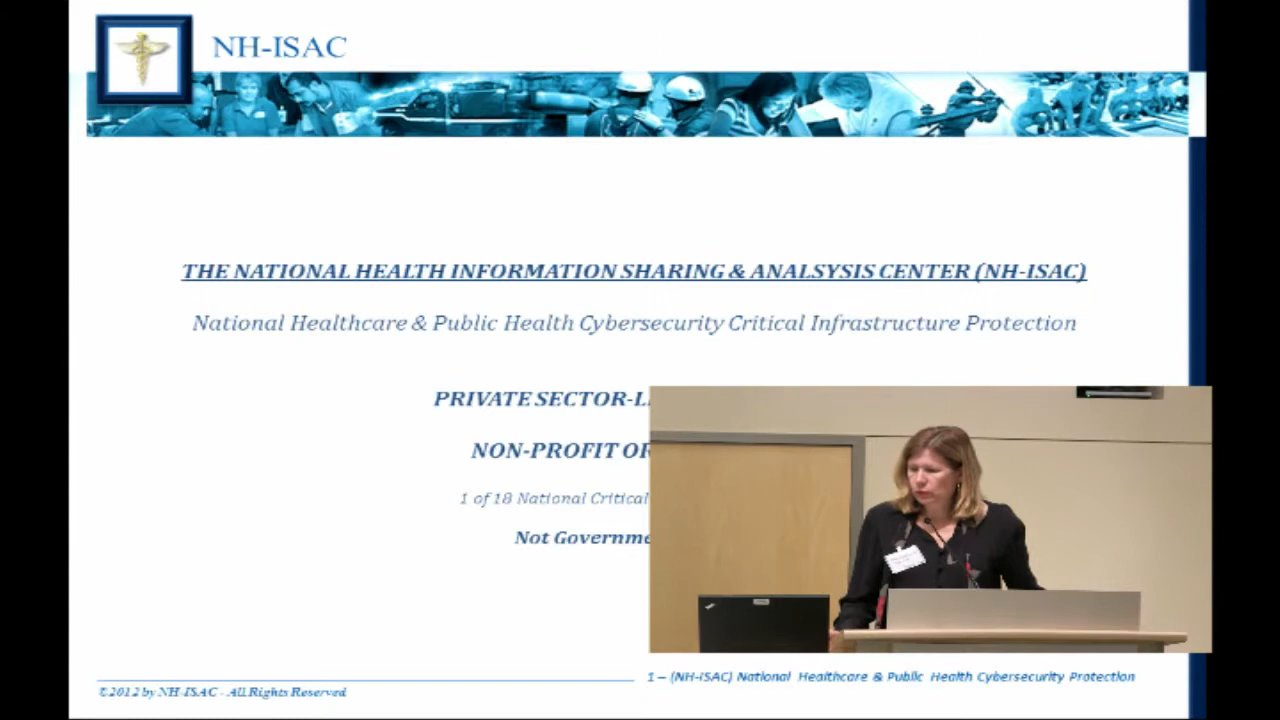 NH-ISAC
THE NATIONAL HEALTH INFORMATION SHARING & ANALSYSIS CENTER (NH-ISAC)
National Healthcare & Public Health Cybersecurity Critical Infrastructure Protection
PRIVATE SECTOR-L
NON-PROFIT OR
1 of 18 National Critical
Not Governme
1 – (NH-ISAC) National Healthcare & Public Health Cybersecurity Protection
©2012 by NH-ISAC - All Rights Reserved